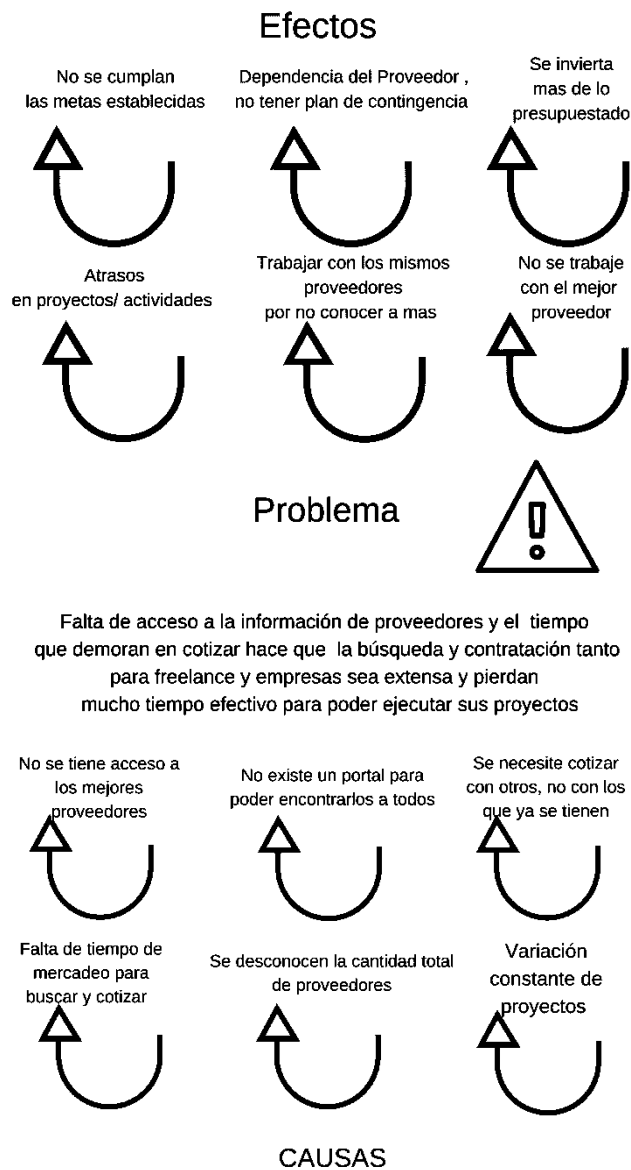 Efectos
No se cumplan
las metas establecidas
Dependencia del Proveedor ,
no tener plan de contingencia
Se invierta
mas de lo
presupuestado
Atrasos
en proyectos/ actividades
Trabajar con los mismos
proveedores
por no conocer a mas
No se trabaje
con el mejor
proveedor
Problema
!
Falta de acceso a la información de proveedores y el tiempo
que demoran en cotizar hace que la búsqueda y contratación tanto
para freelance y empresas sea extensa y pierdan
mucho tiempo efectivo para poder ejecutar sus proyectos
No se tiene acceso a
los mejores
proveedores
No existe un portal para
poder encontrarlos a todos
Se necesite cotizar
con otros, no con los
que ya se tienen
Falta de tiempo de
mercadeo para
buscar y cotizar
Se desconocen la cantidad total
de proveedores
Variación
constante de
proyectos
CAUSAS